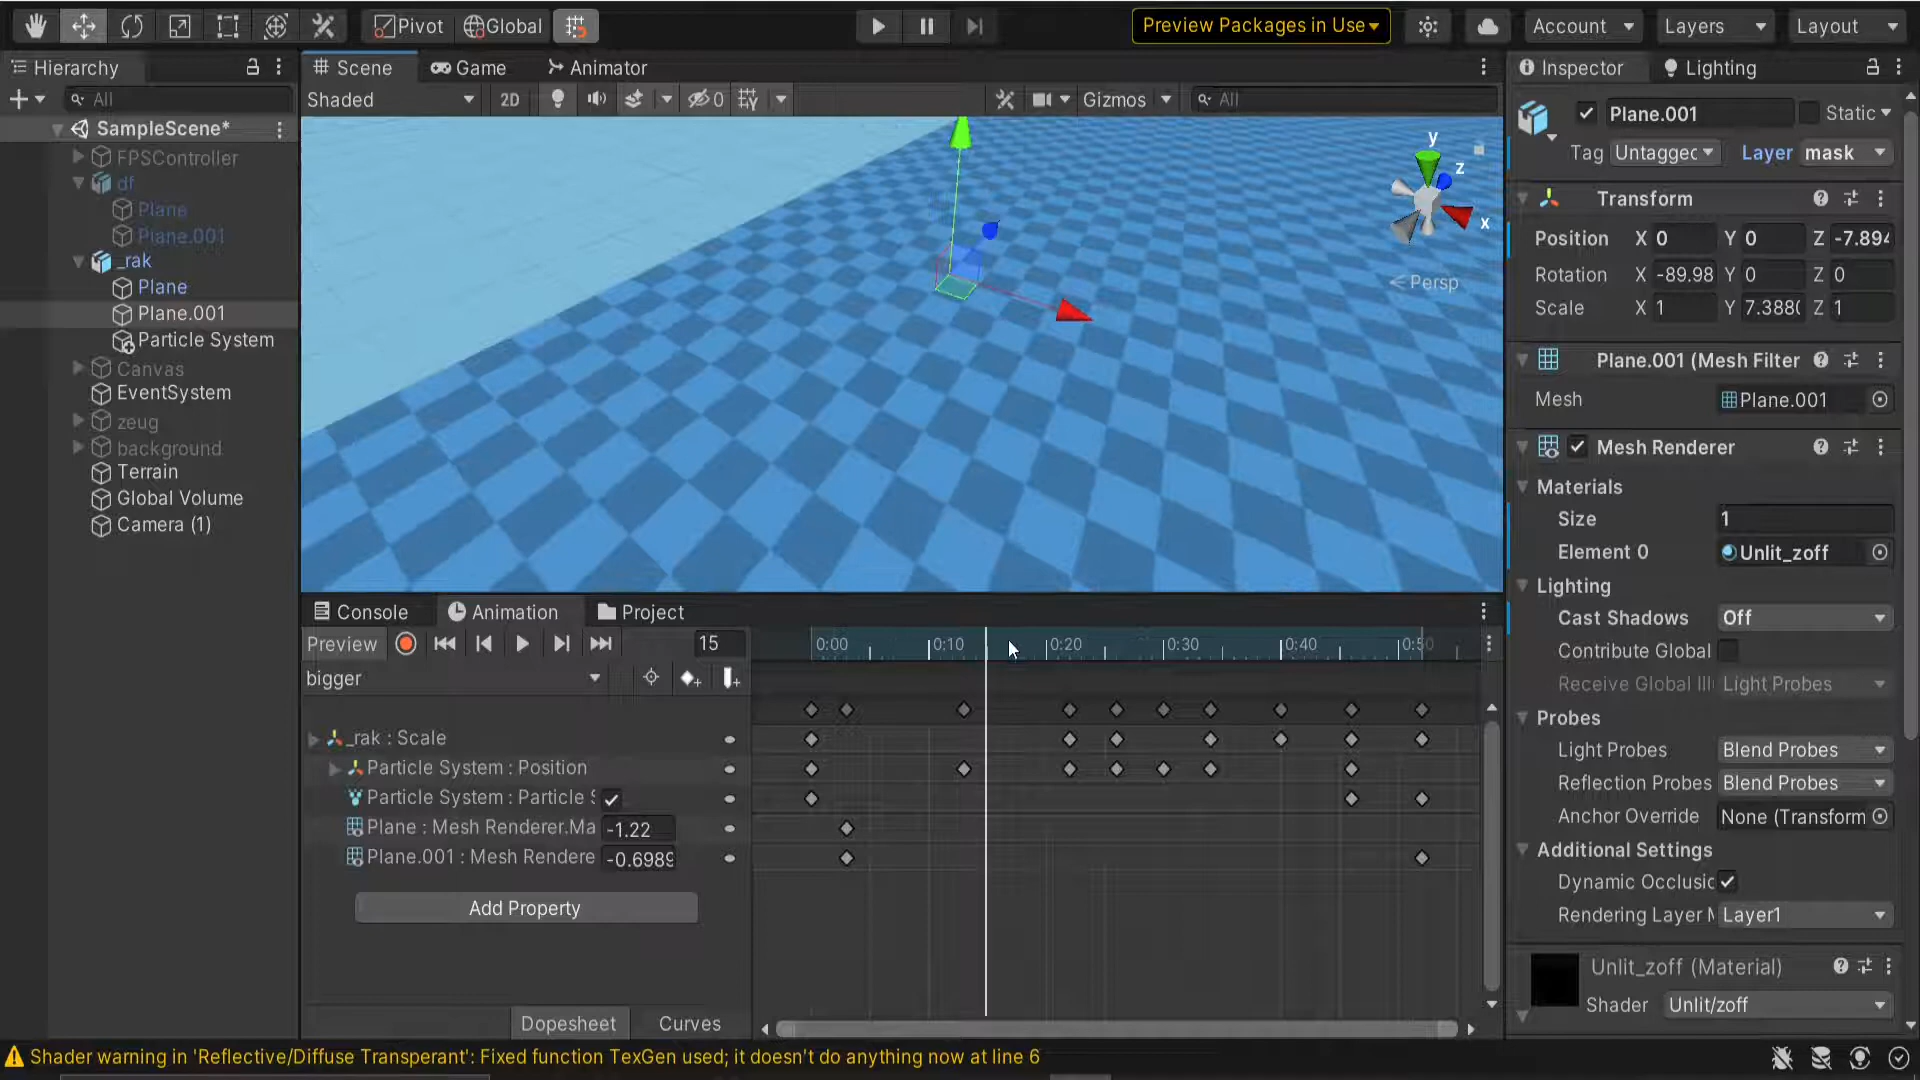 Pivot Global Preview Packages in Use Account Layers Layout
Hierarchy
All
SampleScene*
FPSController
df
Plane
Plane.001
_rak
Plane
Plane.001
Particle System
Canvas
EventSystem
zeug
background
Terrain
Global Volume
Camera (1)
Scene Game Animator
Shaded 2D 0 Gizmos All
y
z
x
Persp
Console Animation Project
Preview 15 0:00 0:10 0:20 0:30 0:40 0:50
bigger
_rak : Scale
Particle System : Position
Particle System : Particle S
Plane : Mesh Renderer.Ma -1.22
Plane.001 : Mesh Rendere -0.6989
Add Property
Dopesheet Curves
Inspector Lighting
Plane.001 Static
Tag Untagged Layer mask
Transform
Position X 0 Y 0 Z -7.894
Rotation X -89.98 Y 0 Z 0
Scale X 1 Y 7.3880 Z 1
Plane.001 (Mesh Filter
Mesh Plane.001
Mesh Renderer
Materials
Size 1
Element 0 Unlit_zoff
Lighting
Cast Shadows Off
Contribute Global
Receive Global Ill Light Probes
Probes
Light Probes Blend Probes
Reflection Probes Blend Probes
Anchor Override None (Transform
Additional Settings
Dynamic Occlusic
Rendering Layer M Layer1
Unlit_zoff (Material)
Shader Unlit/zoff
Shader warning in 'Reflective/Diffuse Transperant': Fixed function TexGen used; it doesn't do anything now at line 6